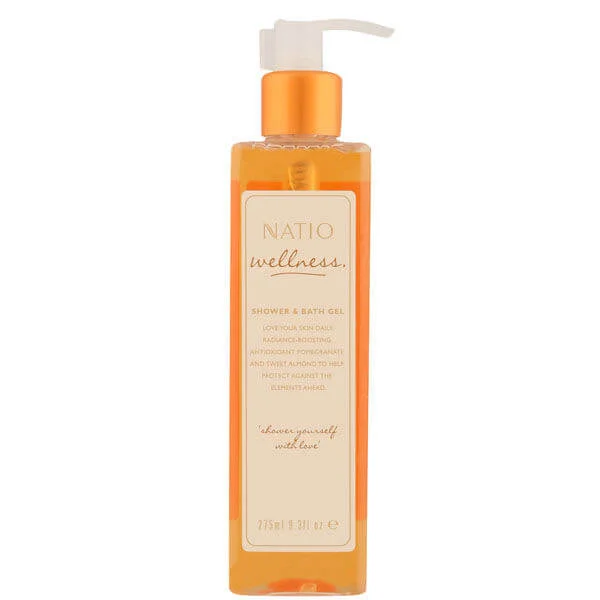 NATIO
wellness.
SHOWER & BATH GEL
LOVE YOUR SKIN DAILY.
RADIANCE-BOOSTING
ANTIOXIDANT POMEGRANATE
AND SWEET ALMOND TO HELP
PROTECT AGAINST THE
ELEMENTS AHEAD.
'shower yourself
with love'
275ml 9.3fl oz ℮